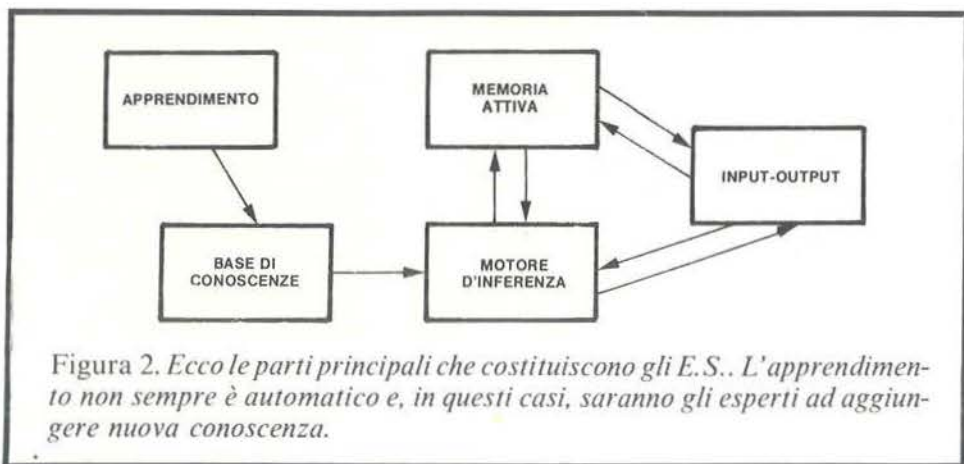 APPRENDIMENTO
MEMORIA
ATTIVA
INPUT-OUTPUT
BASE DI
CONOSCENZE
MOTORE
D'INFERENZA
Figura 2. Ecco le parti principali che costituiscono gli E.S.. L'apprendimen-
to non sempre è automatico e, in questi casi, saranno gli esperti ad aggiun-
gere nuova conoscenza.